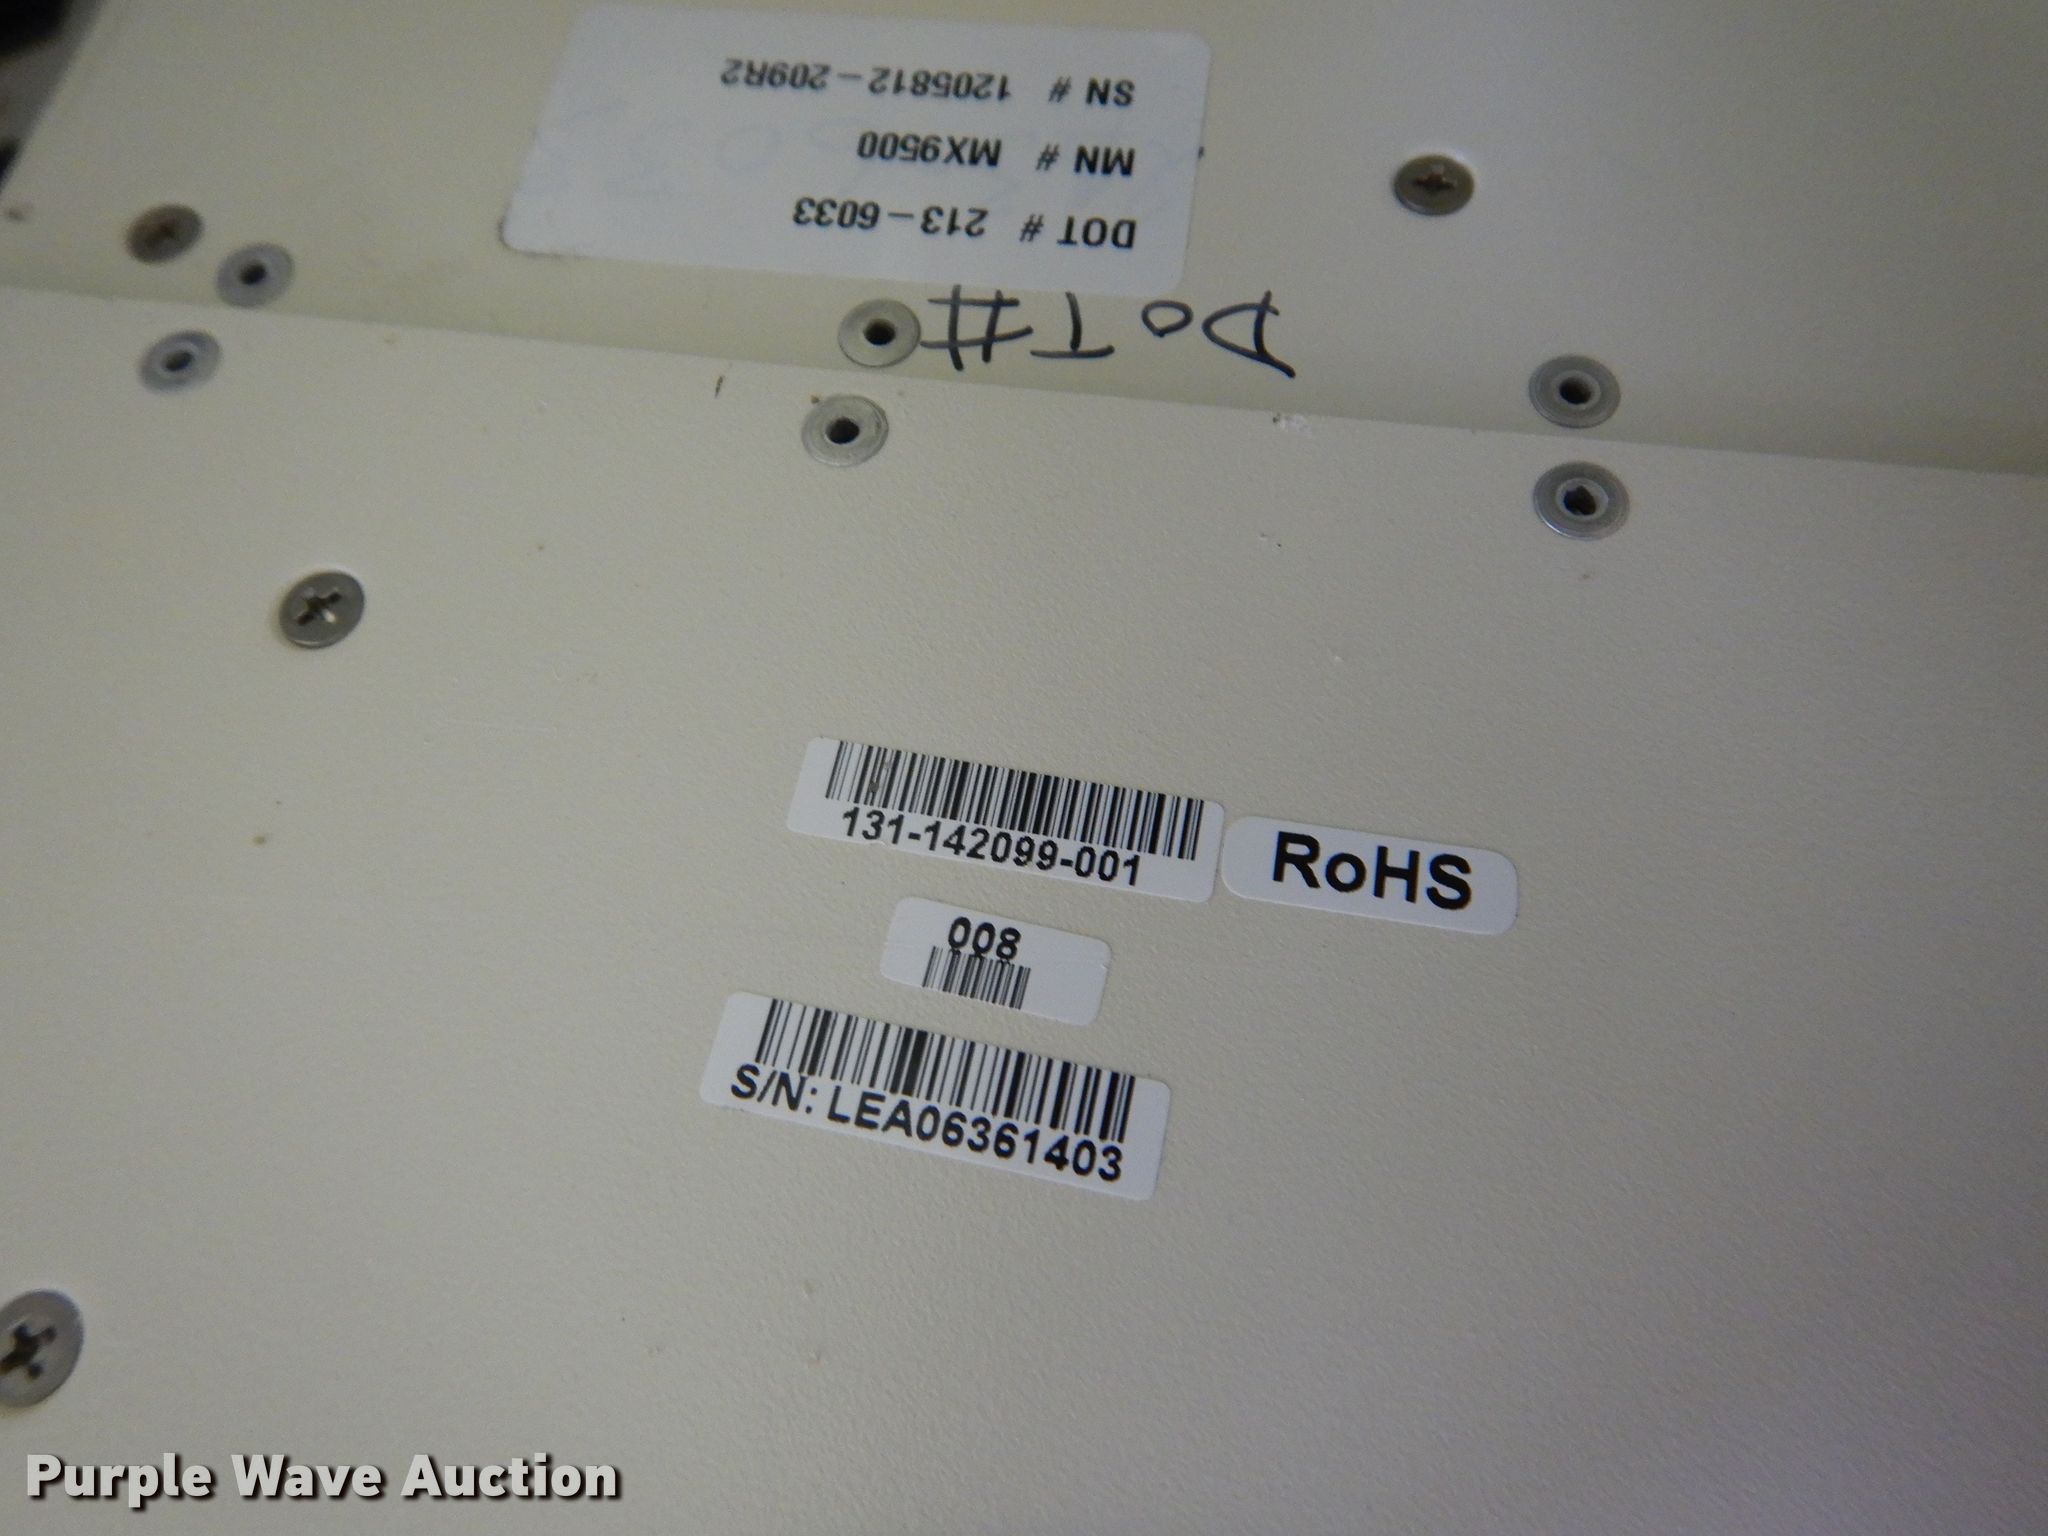 DOT # 213-6033
MN # MX9500
SN # 1205812-209R2
DOT#
131-142099-001
RoHS
008
S/N: LEA06361403
Purple Wave Auction